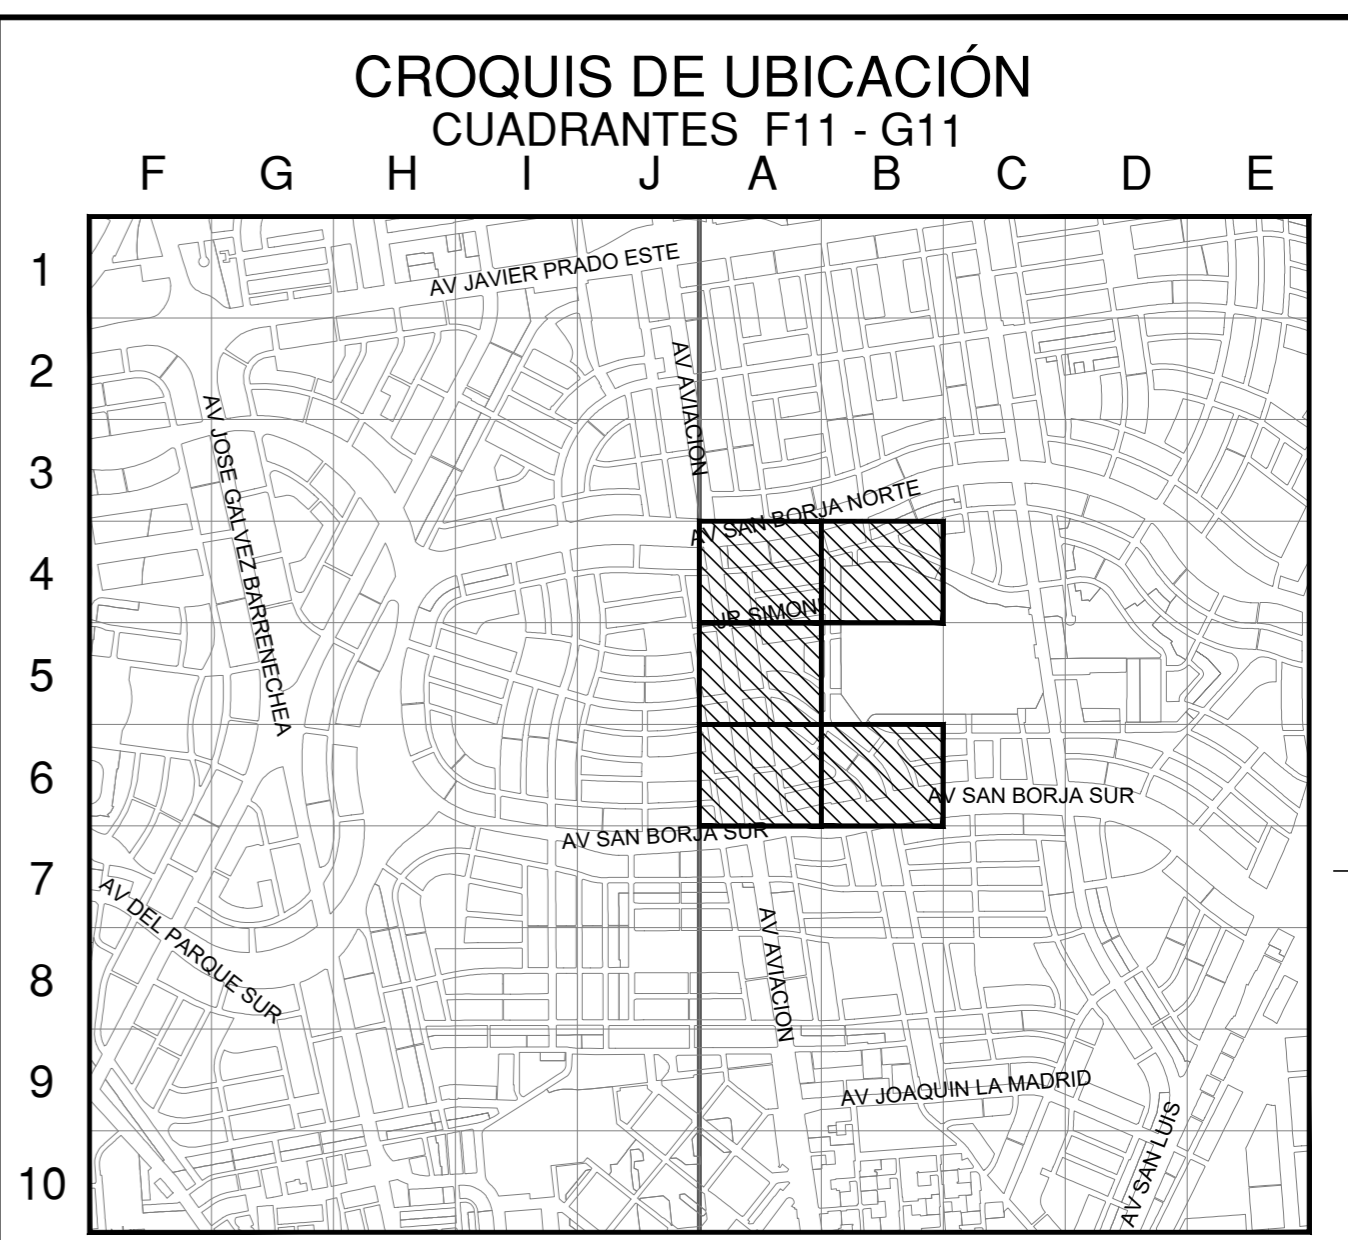 CROQUIS DE UBICACIÓN
CUADRANTES F11 - G11
F G H I J A B C D E
1
AV JAVIER PRADO ESTE
2
AV AVIACION
AV JOSE GALVEZ BARRENECHEA
3
AV SAN BORJA NORTE
4
JR SIMON
5
6
AV SAN BORJA SUR
AV SAN BORJA SUR
7
AV DEL PARQUE SUR
AV AVIACION
8
9
AV JOAQUIN LA MADRID
AV SAN LUIS
10